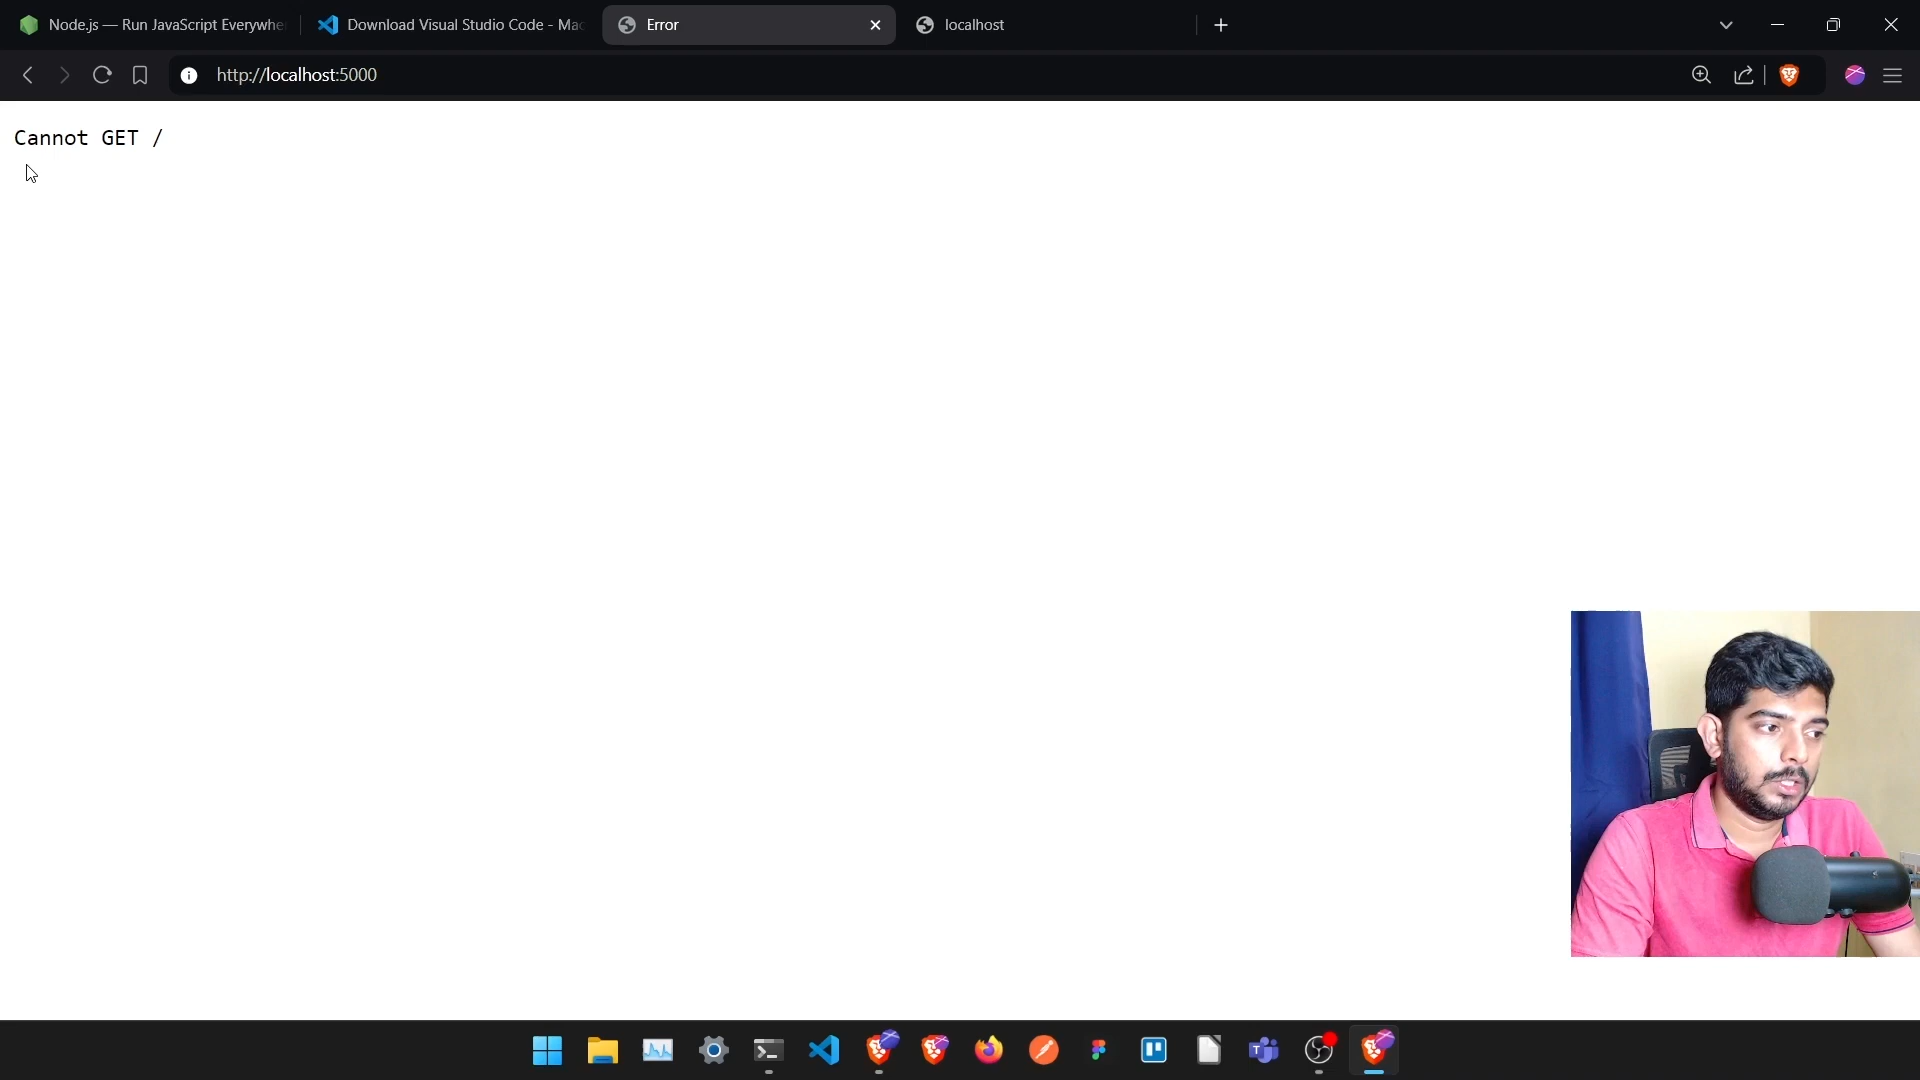 Node.js — Run JavaScript Everywhe
Download Visual Studio Code - Mac
Error
localhost
http://localhost:5000
Cannot GET /